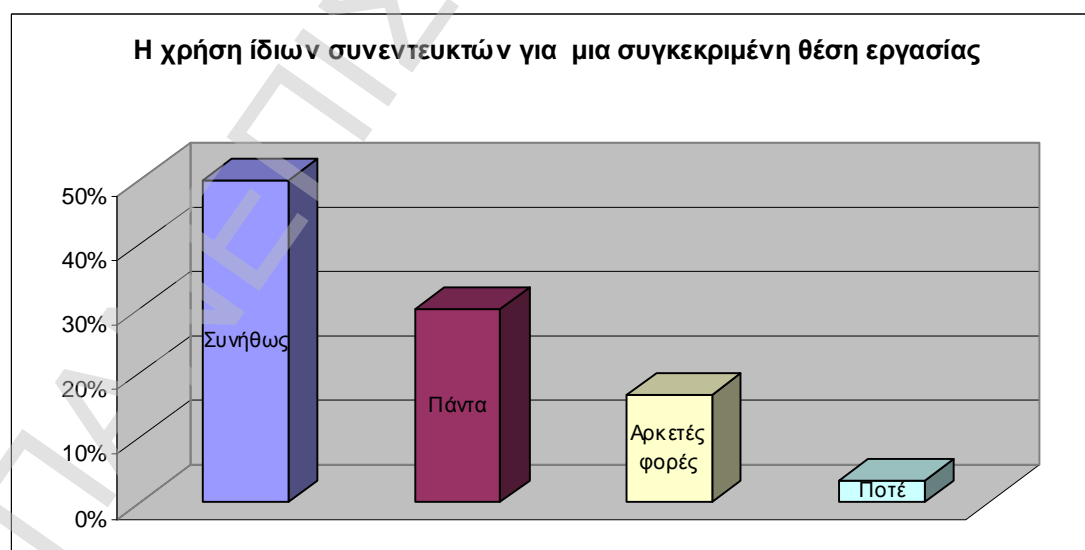 Η χρήση ίδιων συνεντευκτών για μια συγκεκριμένη θέση εργασίας
50%
40%
30%
20%
10%
0%
Συνήθως
Πάντα
Αρκετές
φορές
Ποτέ
ΠΑΝΕΠΙΣ